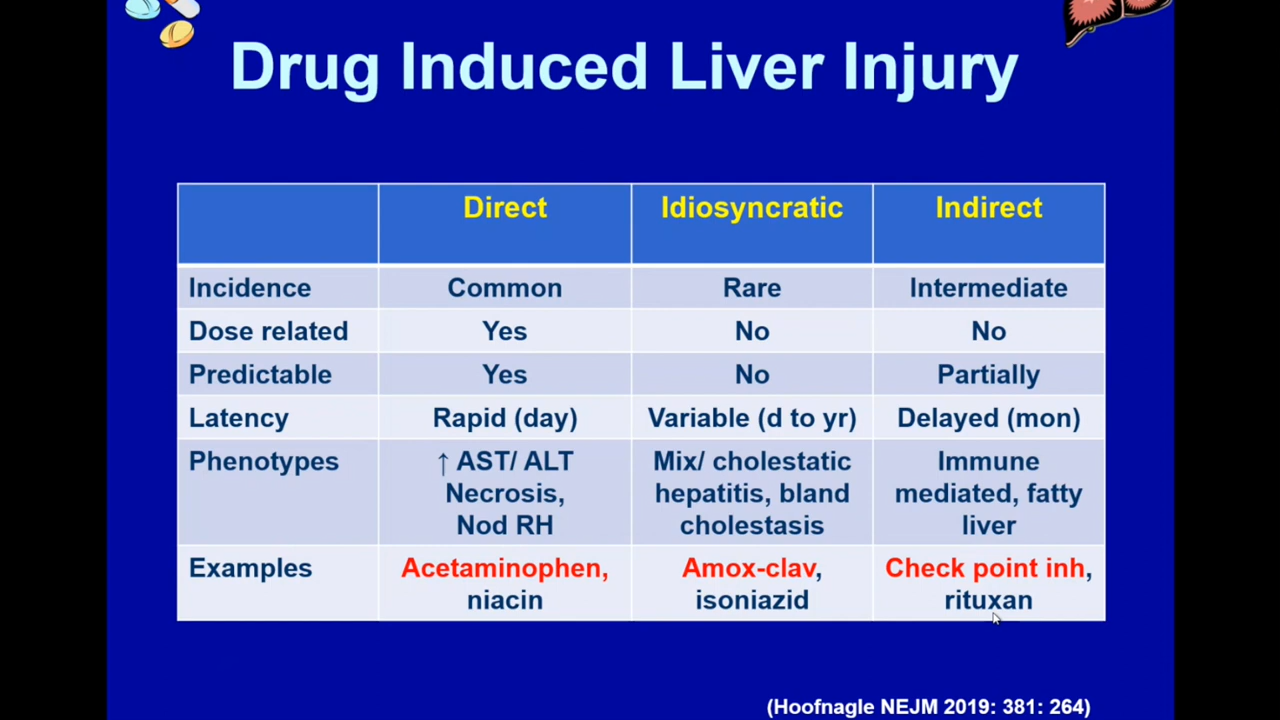 Drug Induced Liver Injury
Direct Idiosyncratic Indirect
Incidence Common Rare Intermediate
Dose related Yes No No
Predictable Yes No Partially
Latency Rapid (day) Variable (d to yr) Delayed (mon)
Phenotypes ↑ AST/ ALT Mix/ cholestatic Immune
Necrosis, hepatitis, bland mediated, fatty
Nod RH cholestasis liver
Examples Acetaminophen, Amox-clav, Check point inh,
niacin isoniazid rituxan
(Hoofnagle NEJM 2019: 381: 264)